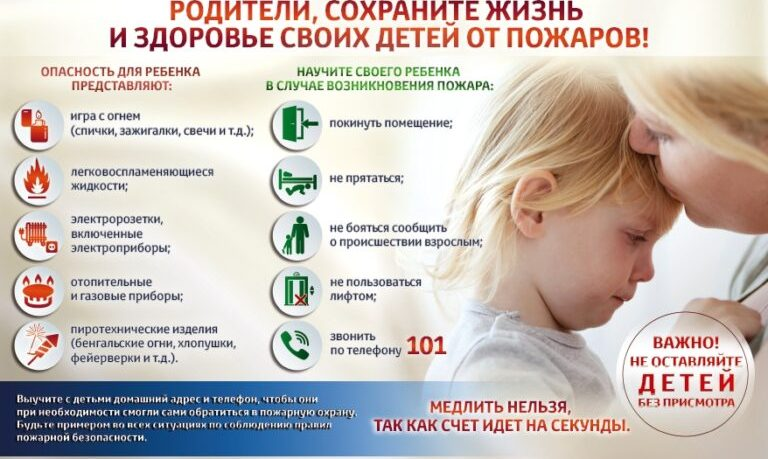 РОДИТЕЛИ, СОХРАНИТЕ ЖИЗНЬ
И ЗДОРОВЬЕ СВОИХ ДЕТЕЙ ОТ ПОЖАРОВ!
ОПАСНОСТЬ ДЛЯ РЕБЕНКА
ПРЕДСТАВЛЯЮТ:
игра с огнем
(спички, зажигалки, свечи и т.д.);
легковоспламеняющиеся
жидкости;
электророзетки,
включенные
электроприборы;
отопительные
и газовые приборы;
пиротехнические изделия
(бенгальские огни, хлопушки,
фейерверки и т.д.).
НАУЧИТЕ СВОЕГО РЕБЕНКА
В СЛУЧАЕ ВОЗНИКНОВЕНИЯ ПОЖАРА:
покинуть помещение;
не прятаться;
не бояться сообщить
о происшествии взрослым;
не пользоваться
лифтом;
звонить
по телефону 101
ВАЖНО!
НЕ ОСТАВЛЯЙТЕ
ДЕТЕЙ
БЕЗ ПРИСМОТРА
Выучите с детьми домашний адрес и телефон, чтобы они
при необходимости смогли сами обратиться в пожарную охрану.
Будьте примером во всех ситуациях по соблюдению правил
пожарной безопасности.
МЕДЛИТЬ НЕЛЬЗЯ,
ТАК КАК СЧЕТ ИДЕТ НА СЕКУНДЫ.